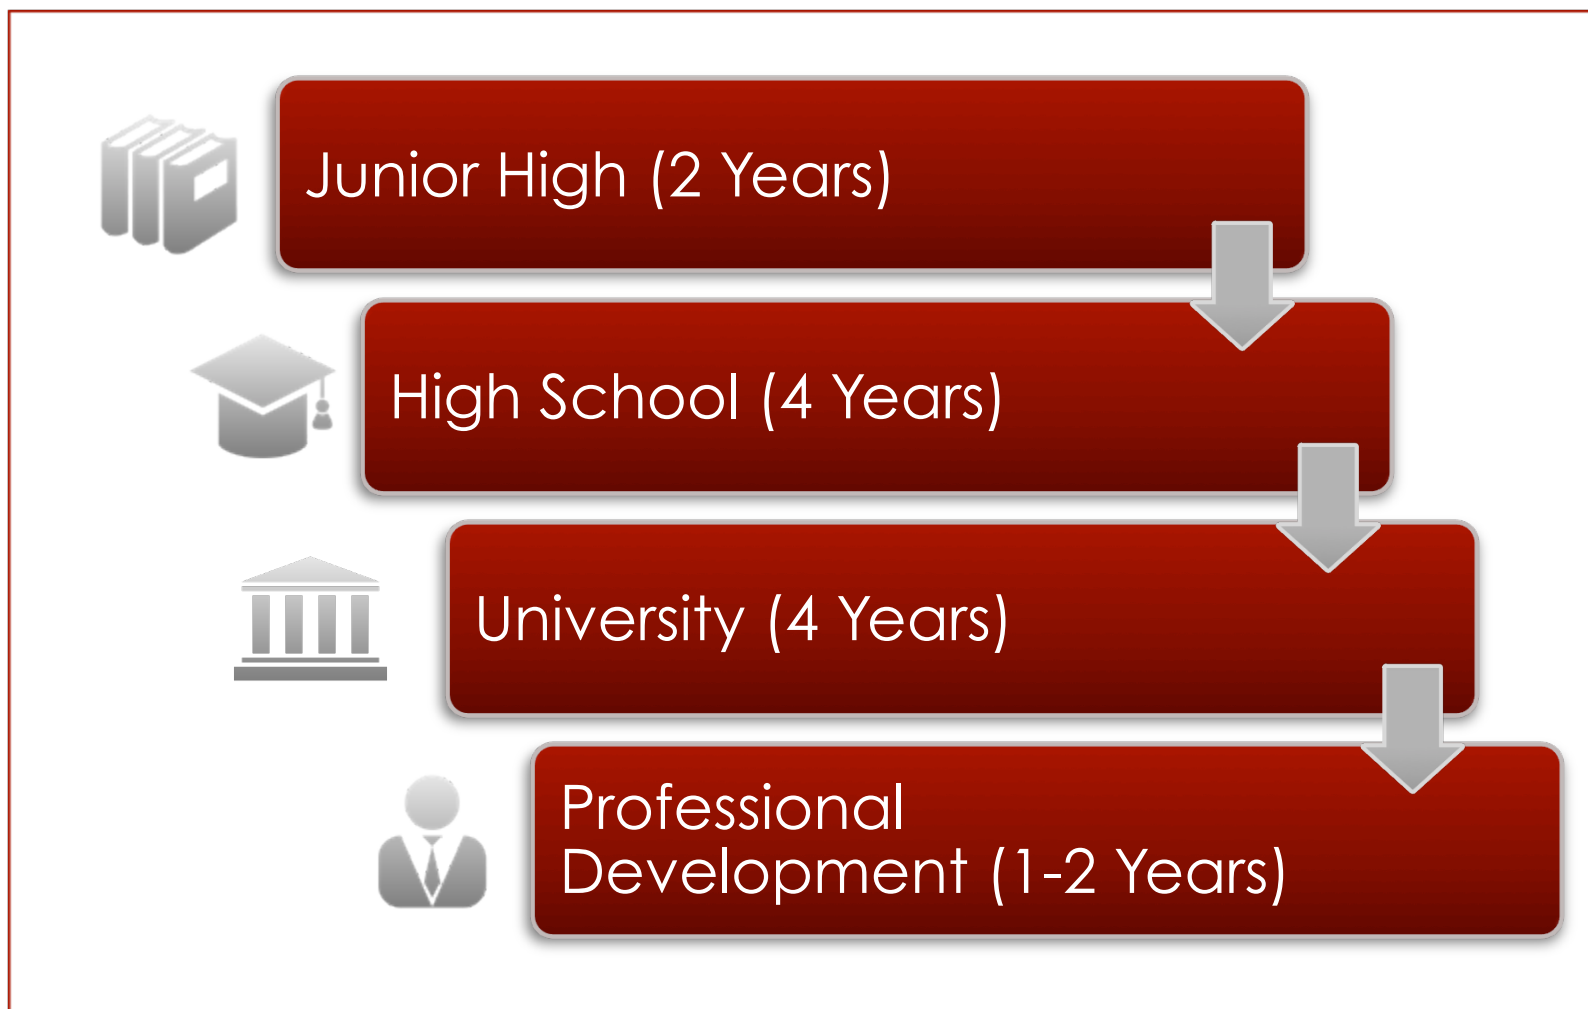 Junior High (2 Years)
High School (4 Years)
University (4 Years)
Professional
Development (1-2 Years)